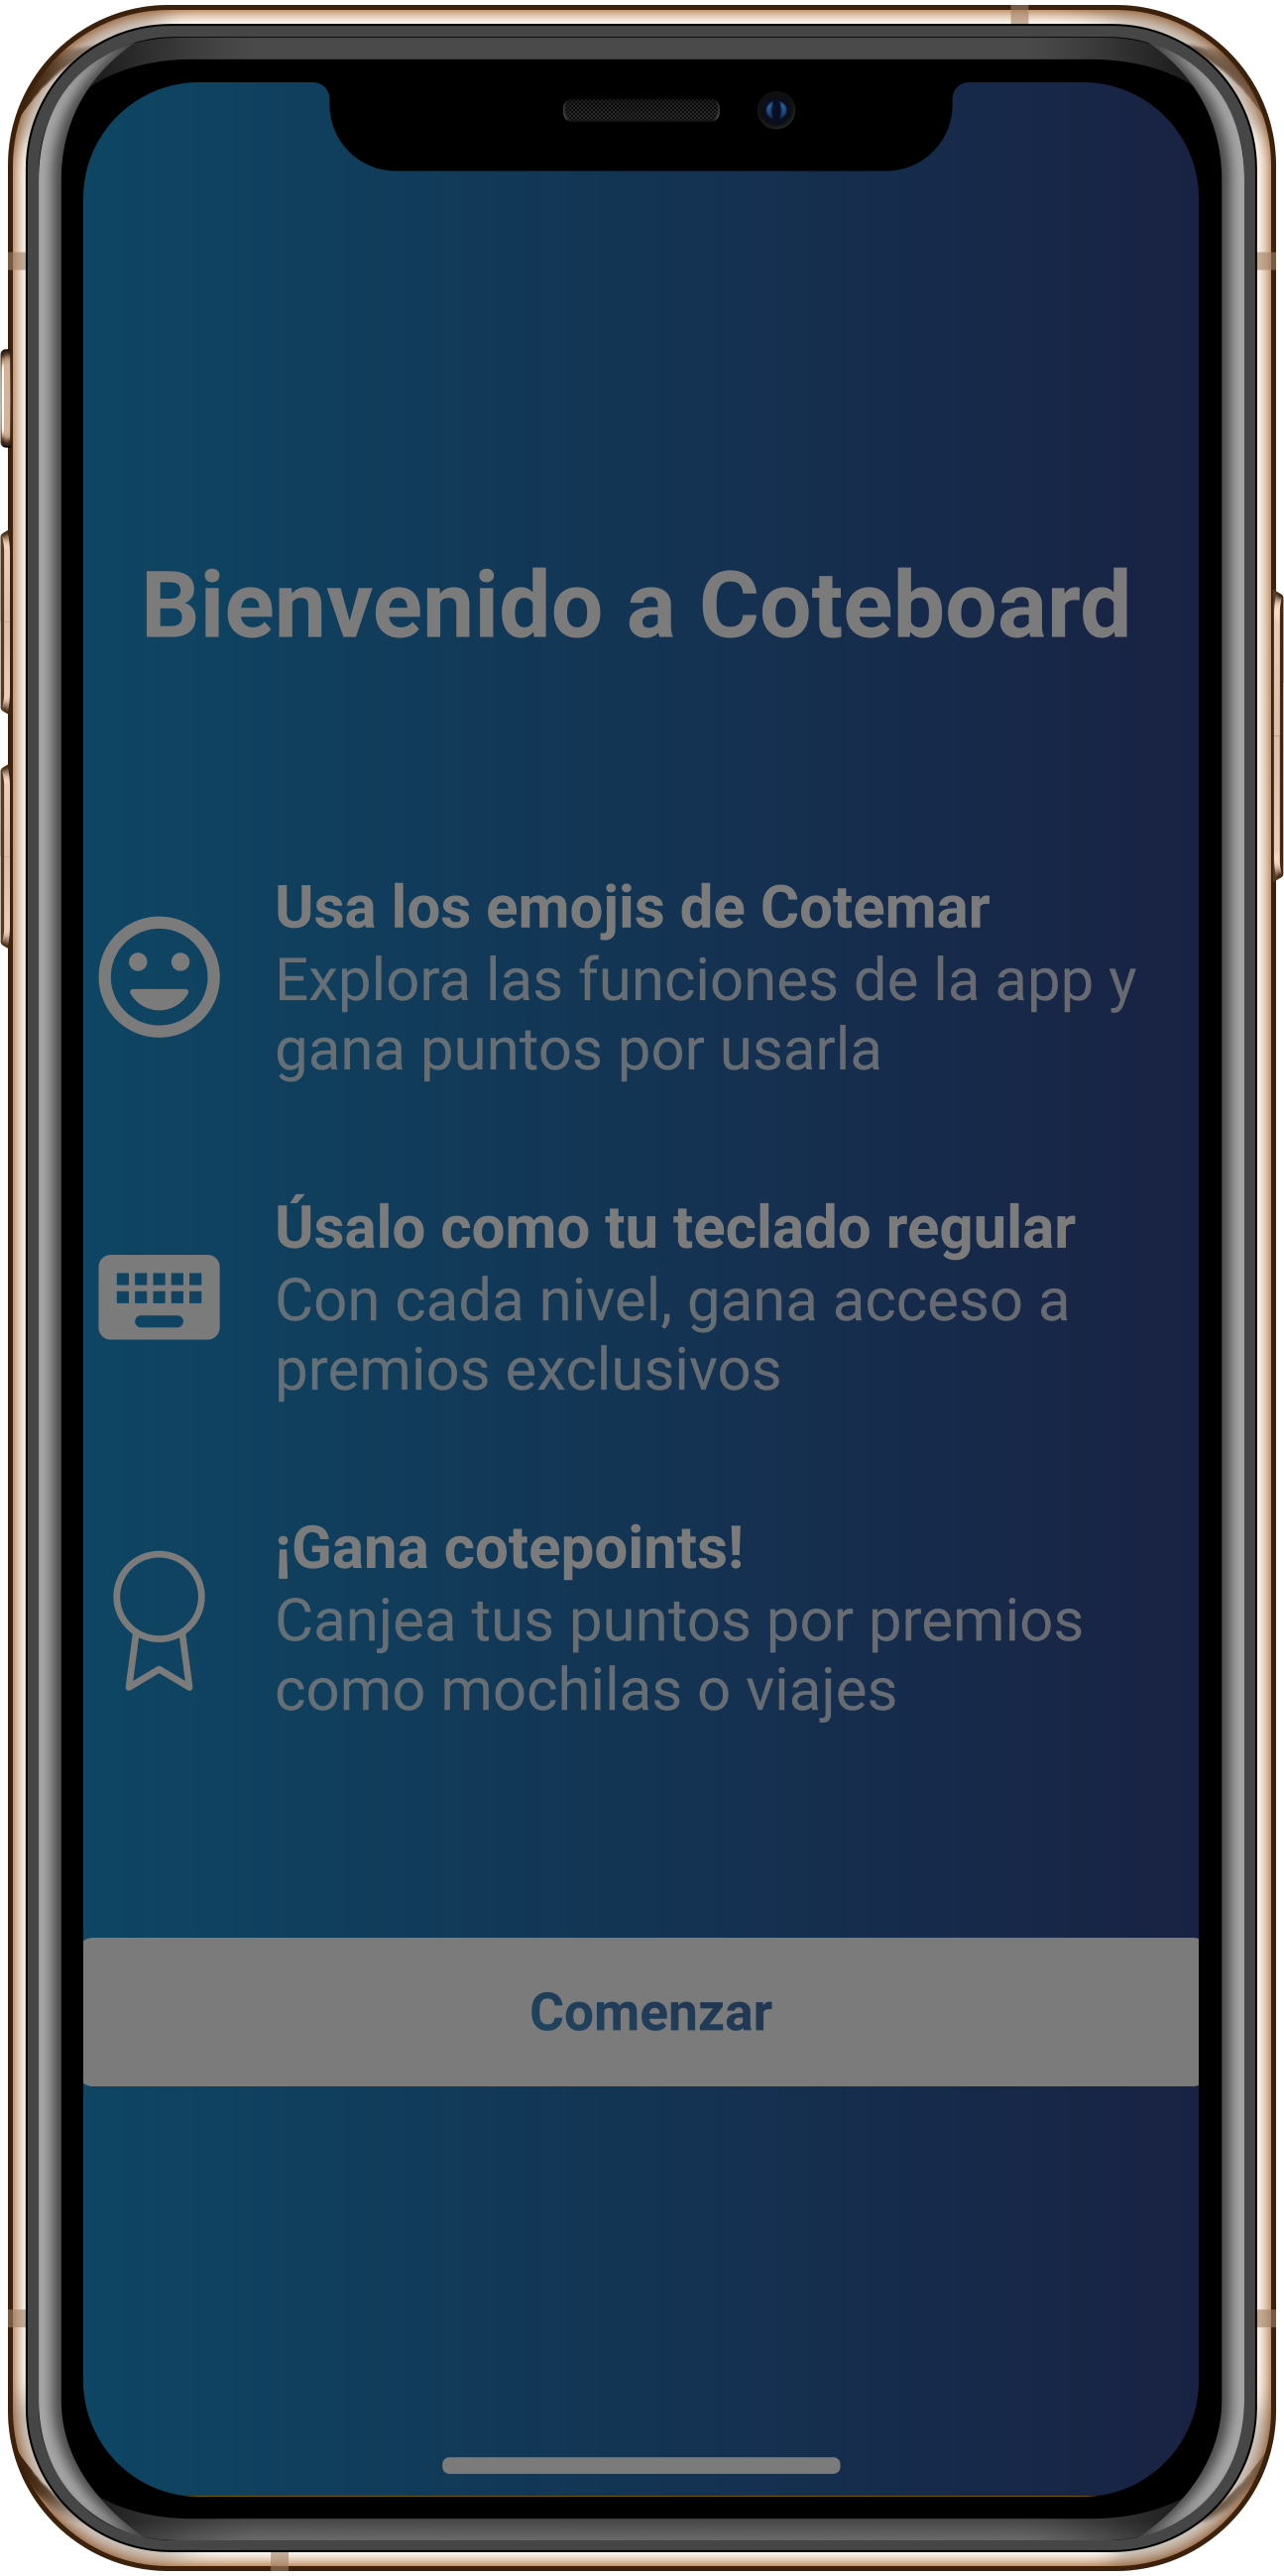 Bienvenido a Coteboard
Usa los emojis de Cotemar
Explora las funciones de la app y
gana puntos por usarla
Úsalo como tu teclado regular
Con cada nivel, gana acceso a
premios exclusivos
¡Gana cotepoints!
Canjea tus puntos por premios
como mochilas o viajes
Comenzar